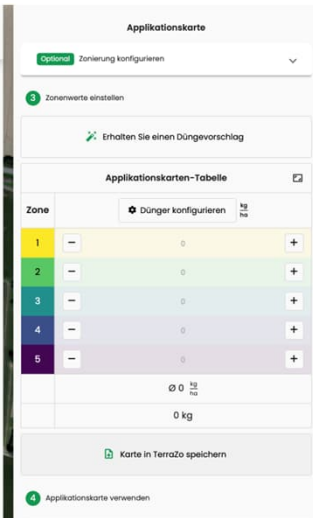 Applikationskarte
Optional Zonierung konfigurieren
3 Zonenwerte einstellen
Erhalten Sie einen Düngevorschlag
Applikationskarten-Tabelle
Zone Dünger konfigurieren kg/ha
1 − 0 +
2 − 0 +
3 − 0 +
4 − 0 +
5 − 0 +
Ø 0 kg/ha
0 kg
Karte in TerraZo speichern
4 Applikationskarte verwenden